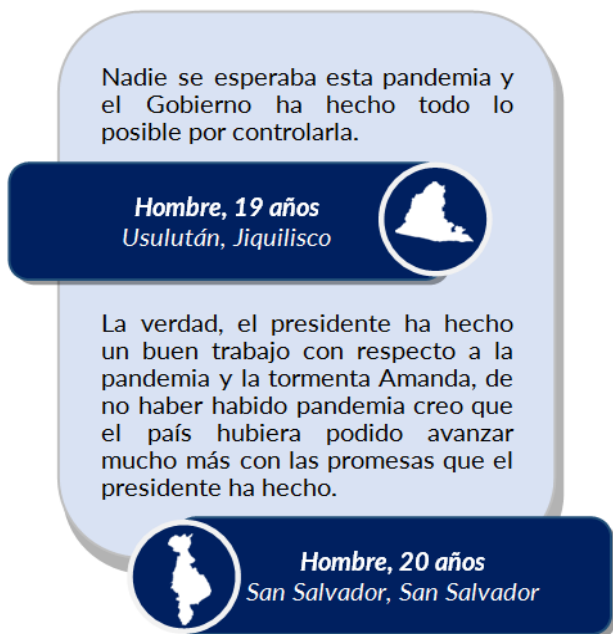 Nadie se esperaba esta pandemia y
el Gobierno ha hecho todo lo
posible por controlarla.
Hombre, 19 años
Usulután, Jiquilisco
La verdad, el presidente ha hecho
un buen trabajo con respecto a la
pandemia y la tormenta Amanda, de
no haber habido pandemia creo que
el país hubiera podido avanzar
mucho más con las promesas que el
presidente ha hecho.
Hombre, 20 años
San Salvador, San Salvador